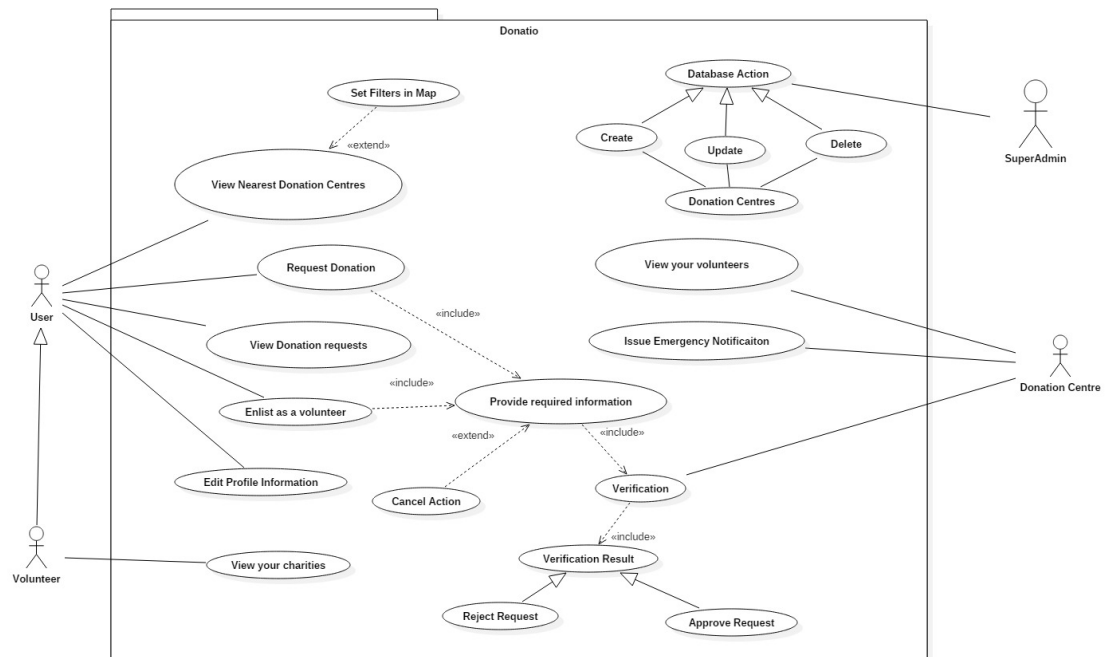 Donatio
Set Filters in Map
«extend»
View Nearest Donation Centres
Database Action
Create
Update
Delete
Donation Centres
SuperAdmin
Request Donation
«include»
View your volunteers
User
View Donation requests
Issue Emergency Notificaiton
Donation Centre
«include»
Enlist as a volunteer
Provide required information
«extend»
«include»
Edit Profile Information
Cancel Action
Verification
«include»
Volunteer
View your charities
Verification Result
Reject Request
Approve Request